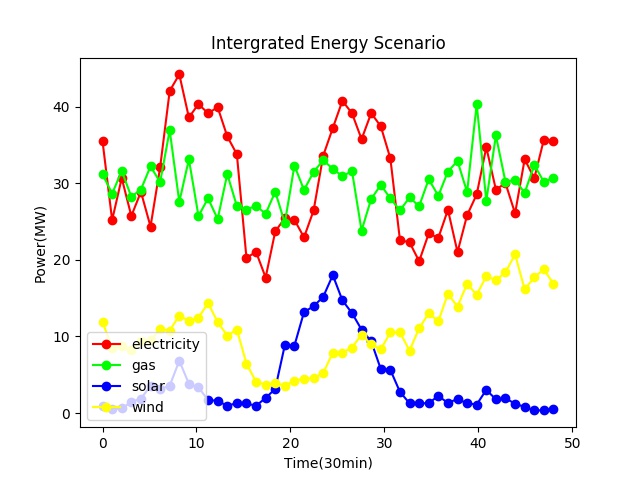 Intergrated Energy Scenario
Power(MW)
40
30
20
10
0
electricity
gas
solar
wind
0 10 20 30 40 50
Time(30min)